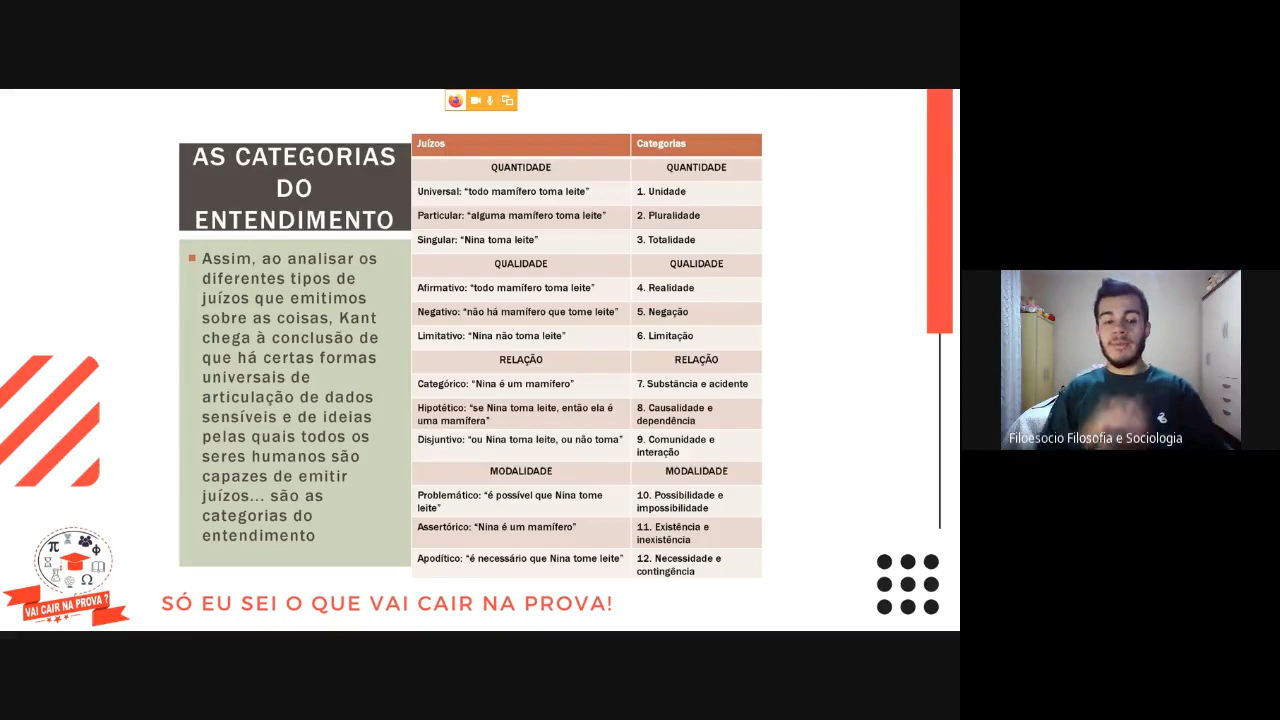 AS CATEGORIAS
DO
ENTENDIMENTO
Assim, ao analisar os
diferentes tipos de
juízos que emitimos
sobre as coisas, Kant
chega à conclusão de
que há certas formas
universais de
articulação de dados
sensíveis e de ideias
pelas quais todos os
seres humanos são
capazes de emitir
juízos... são as
categorias do
entendimento
Juízos Categorias
QUANTIDADE QUANTIDADE
Universal: “todo mamífero toma leite” 1. Unidade
Particular: “alguma mamífero toma leite” 2. Pluralidade
Singular: “Nina toma leite” 3. Totalidade
QUALIDADE QUALIDADE
Afirmativo: “todo mamífero toma leite” 4. Realidade
Negativo: “não há mamífero que tome leite” 5. Negação
Limitativo: “Nina não toma leite” 6. Limitação
RELAÇÃO RELAÇÃO
Categórico: “Nina é um mamífero” 7. Substância e acidente
Hipotético: “se Nina toma leite, então ela é 8. Causalidade e
uma mamífera” dependência
Disjuntivo: “ou Nina toma leite, ou não toma” 9. Comunidade e
interação
MODALIDADE MODALIDADE
Problemático: “é possível que Nina tome 10. Possibilidade e
leite” impossibilidade
Assertórico: “Nina é um mamífero” 11. Existência e
inexistência
Apodítico: “é necessário que Nina tome leite” 12. Necessidade e
contingência
VAI CAIR NA PROVA ?
SÓ EU SEI O QUE VAI CAIR NA PROVA!
Filoesocio Filosofia e Sociologia